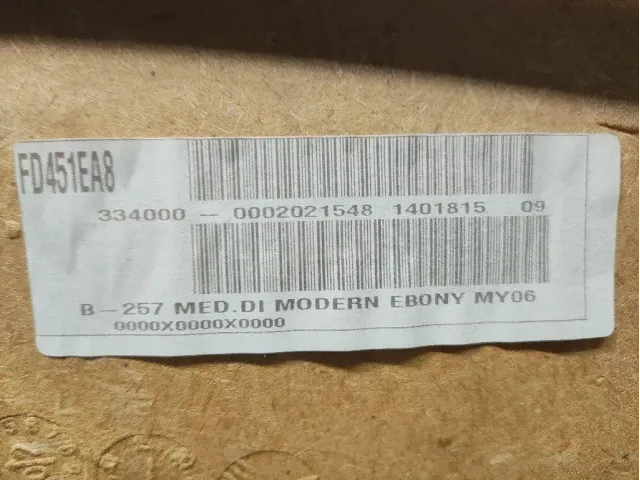 FD451EA8
334000 - 0002021548 1401815 09
B-257 MED.DI MODERN EBONY MY06
0000X0000X0000